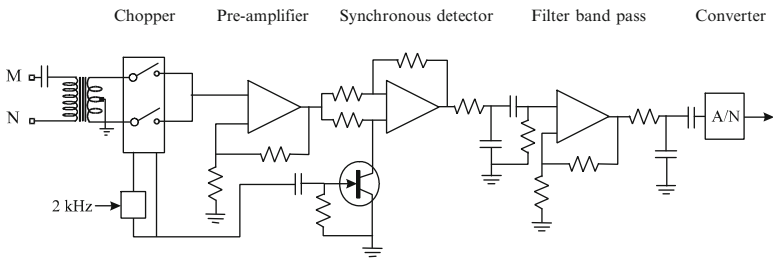 Chopper Pre-amplifier Synchronous detector Filter band pass Converter
M
N
A/N
2 kHz